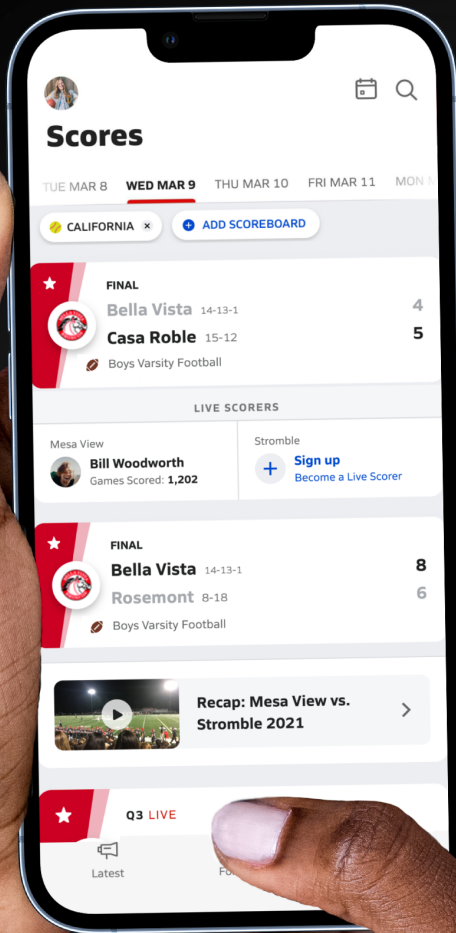 Scores
TUE MAR 8 WED MAR 9 THU MAR 10 FRI MAR 11 MON
CALIFORNIA × ADD SCOREBOARD
FINAL
Bella Vista 14-13-1 4
Casa Roble 15-12 5
Boys Varsity Football
LIVE SCORERS
Mesa View
Bill Woodworth
Games Scored: 1,202
Stromble
Sign up
Become a Live Scorer
FINAL
Bella Vista 14-13-1 8
Rosemont 8-18 6
Boys Varsity Football
Recap: Mesa View vs.
Stromble 2021
Q3 LIVE
Latest